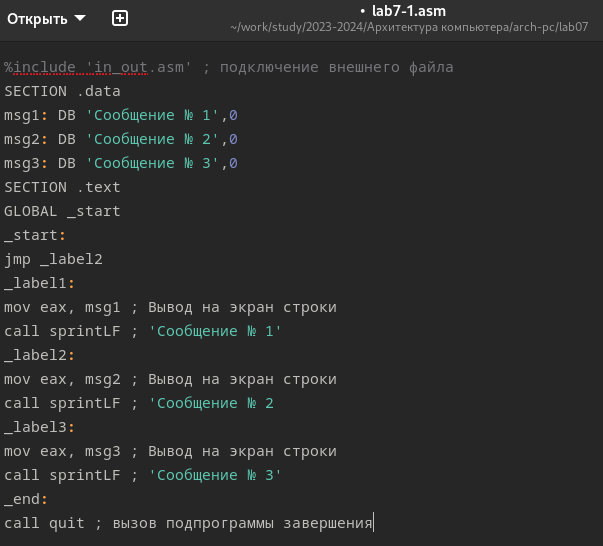 Открыть
• lab7-1.asm
~/work/study/2023-2024/Архитектура компьютера/arch-pc/lab07
%include 'in_out.asm' ; подключение внешнего файла
SECTION .data
msg1: DB 'Сообщение № 1',0
msg2: DB 'Сообщение № 2',0
msg3: DB 'Сообщение № 3',0
SECTION .text
GLOBAL _start
_start:
jmp _label2
_label1:
mov eax, msg1 ; Вывод на экран строки
call sprintLF ; 'Сообщение № 1'
_label2:
mov eax, msg2 ; Вывод на экран строки
call sprintLF ; 'Сообщение № 2
_label3:
mov eax, msg3 ; Вывод на экран строки
call sprintLF ; 'Сообщение № 3'
_end:
call quit ; вызов подпрограммы завершения